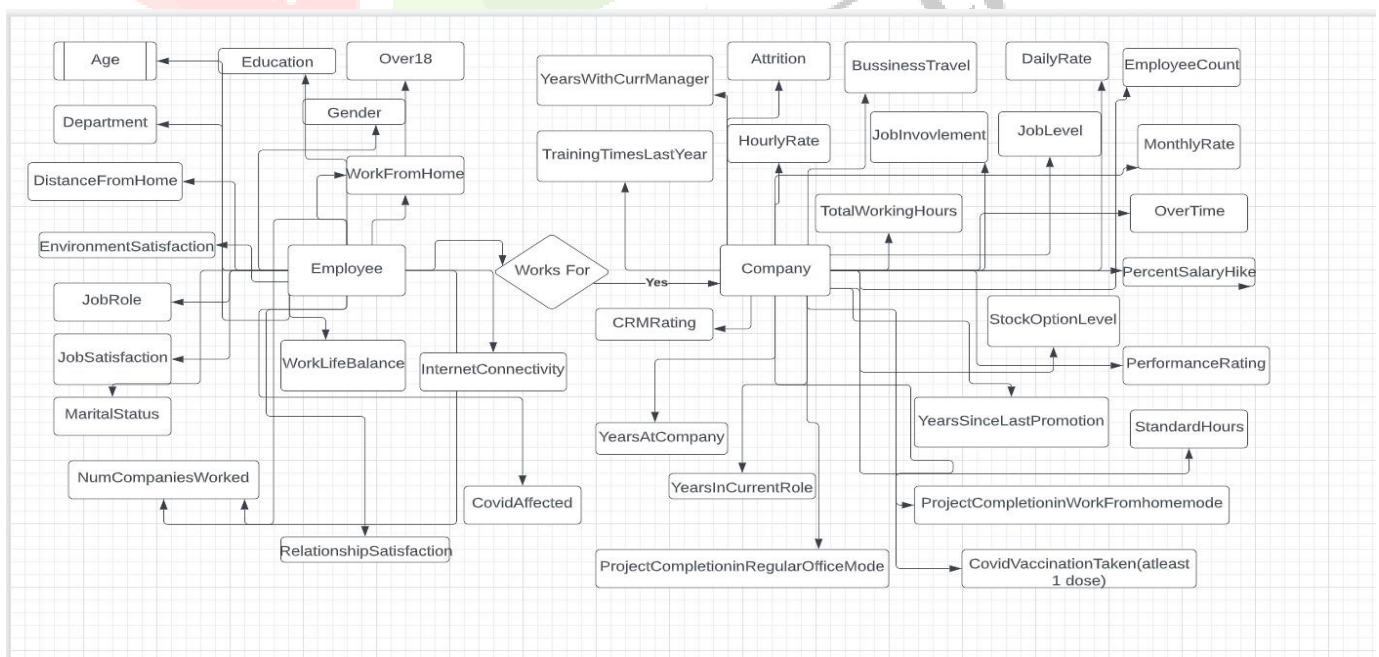 Age
Education
Over18
Department
Gender
DistanceFromHome
WorkFromHome
EnvironmentSatisfaction
Employee
JobRole
JobSatisfaction
WorkLifeBalance
InternetConnectivity
MaritalStatus
NumCompaniesWorked
CovidAffected
RelationshipSatisfaction
Works For
Yes
YearsWithCurrManager
Attrition
BussinessTravel
DailyRate
EmployeeCount
TrainingTimesLastYear
HourlyRate
JobInvovlement
JobLevel
MonthlyRate
TotalWorkingHours
OverTime
Company
PercentSalaryHike
CRMRating
StockOptionLevel
PerformanceRating
YearsAtCompany
YearsSinceLastPromotion
StandardHours
YearsInCurrentRole
ProjectCompletioninWorkFromhomemode
ProjectCompletioninRegularOfficeMode
CovidVaccinationTaken(atleast
1 dose)